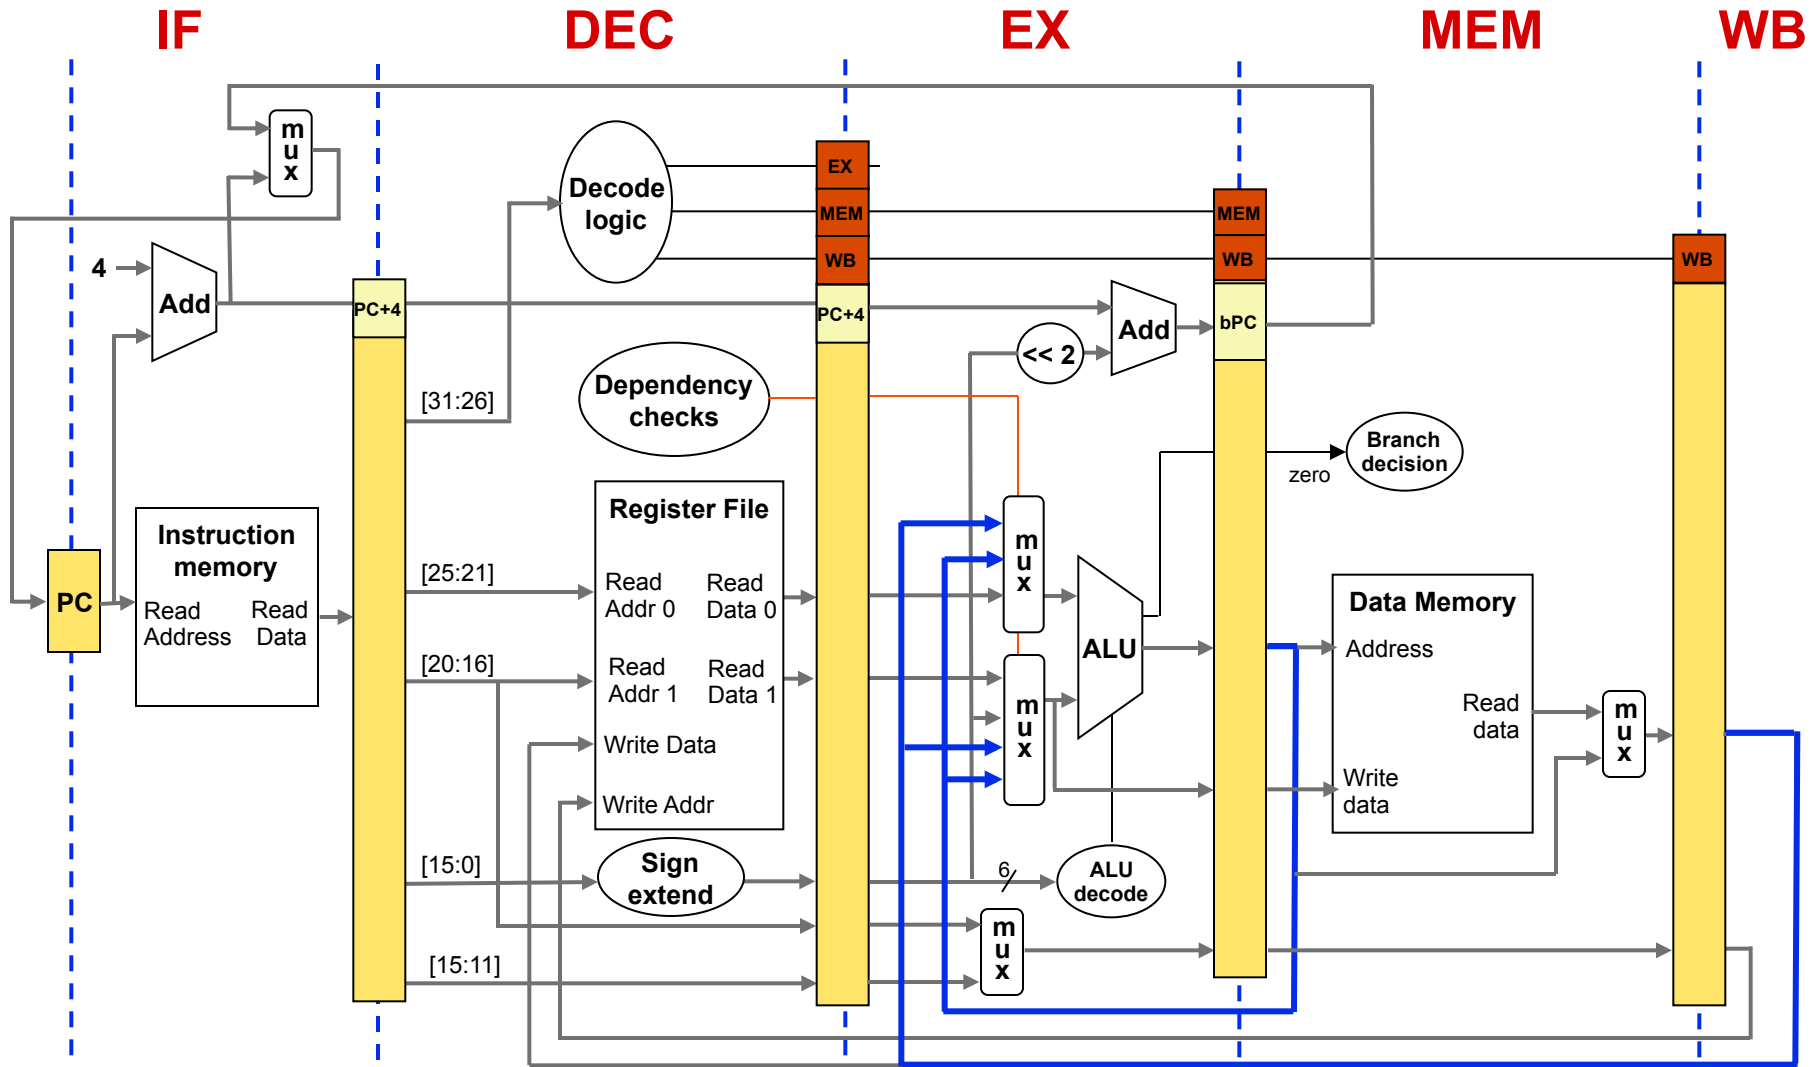 IF
DEC
EX
MEM
WB
m
u
x
4
Add
PC
Instruction
memory
Read
Address
Read
Data
PC+4
[31:26]
[25:21]
[20:16]
[15:0]
[15:11]
Decode
logic
Dependency
checks
Register File
Read
Addr 0
Read
Data 0
Read
Addr 1
Read
Data 1
Write Data
Write Addr
Sign
extend
EX
MEM
WB
PC+4
<< 2
Add
m
u
x
m
u
x
ALU
6
ALU
decode
m
u
x
MEM
WB
bPC
zero
Branch
decision
Data Memory
Address
Read
data
Write
data
m
u
x
WB